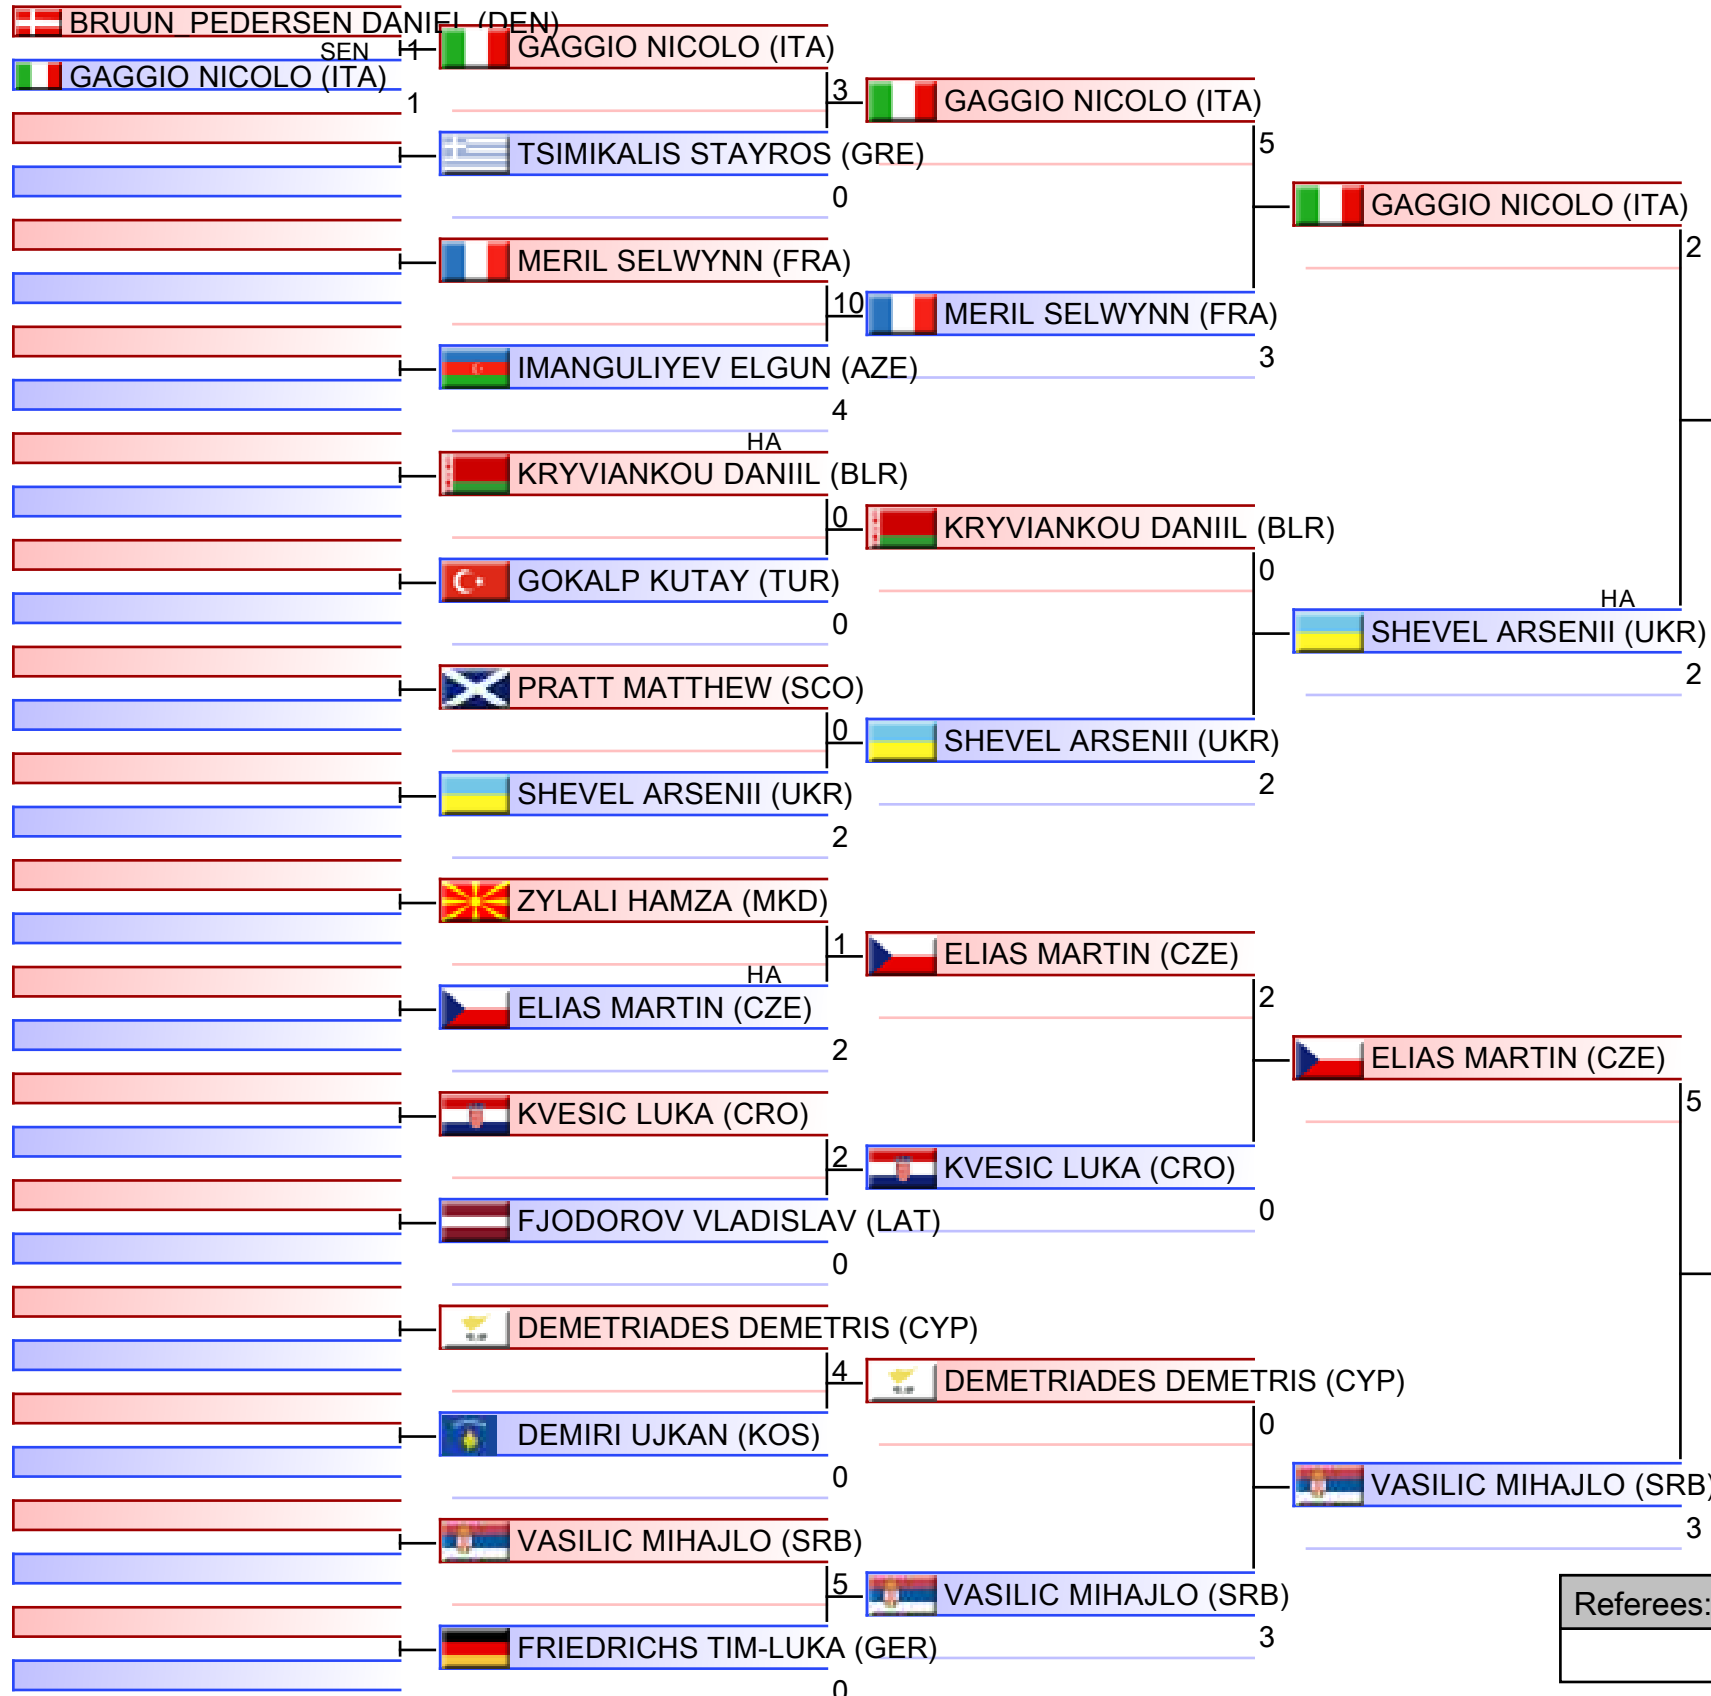 BRUUN_PEDERSEN DANIEL (DEN)
SEN
1
GAGGIO NICOLO (ITA)
1
GAGGIO NICOLO (ITA)
3
TSIMIKALIS STAYROS (GRE)
0
MERIL SELWYNN (FRA)
10
IMANGULIYEV ELGUN (AZE)
4
HA
KRYVIANKOU DANIIL (BLR)
0
GOKALP KUTAY (TUR)
0
PRATT MATTHEW (SCO)
0
SHEVEL ARSENII (UKR)
2
ZYLALI HAMZA (MKD)
1
HA
ELIAS MARTIN (CZE)
2
KVESIC LUKA (CRO)
2
FJODOROV VLADISLAV (LAT)
0
DEMETRIADES DEMETRIS (CYP)
4
DEMIRI UJKAN (KOS)
0
VASILIC MIHAJLO (SRB)
5
FRIEDRICHS TIM-LUKA (GER)
0
GAGGIO NICOLO (ITA)
5
MERIL SELWYNN (FRA)
3
KRYVIANKOU DANIIL (BLR)
0
SHEVEL ARSENII (UKR)
2
ELIAS MARTIN (CZE)
2
KVESIC LUKA (CRO)
0
DEMETRIADES DEMETRIS (CYP)
0
VASILIC MIHAJLO (SRB)
3
GAGGIO NICOLO (ITA)
2
HA
SHEVEL ARSENII (UKR)
2
ELIAS MARTIN (CZE)
5
VASILIC MIHAJLO (SRB)
3
Referees: